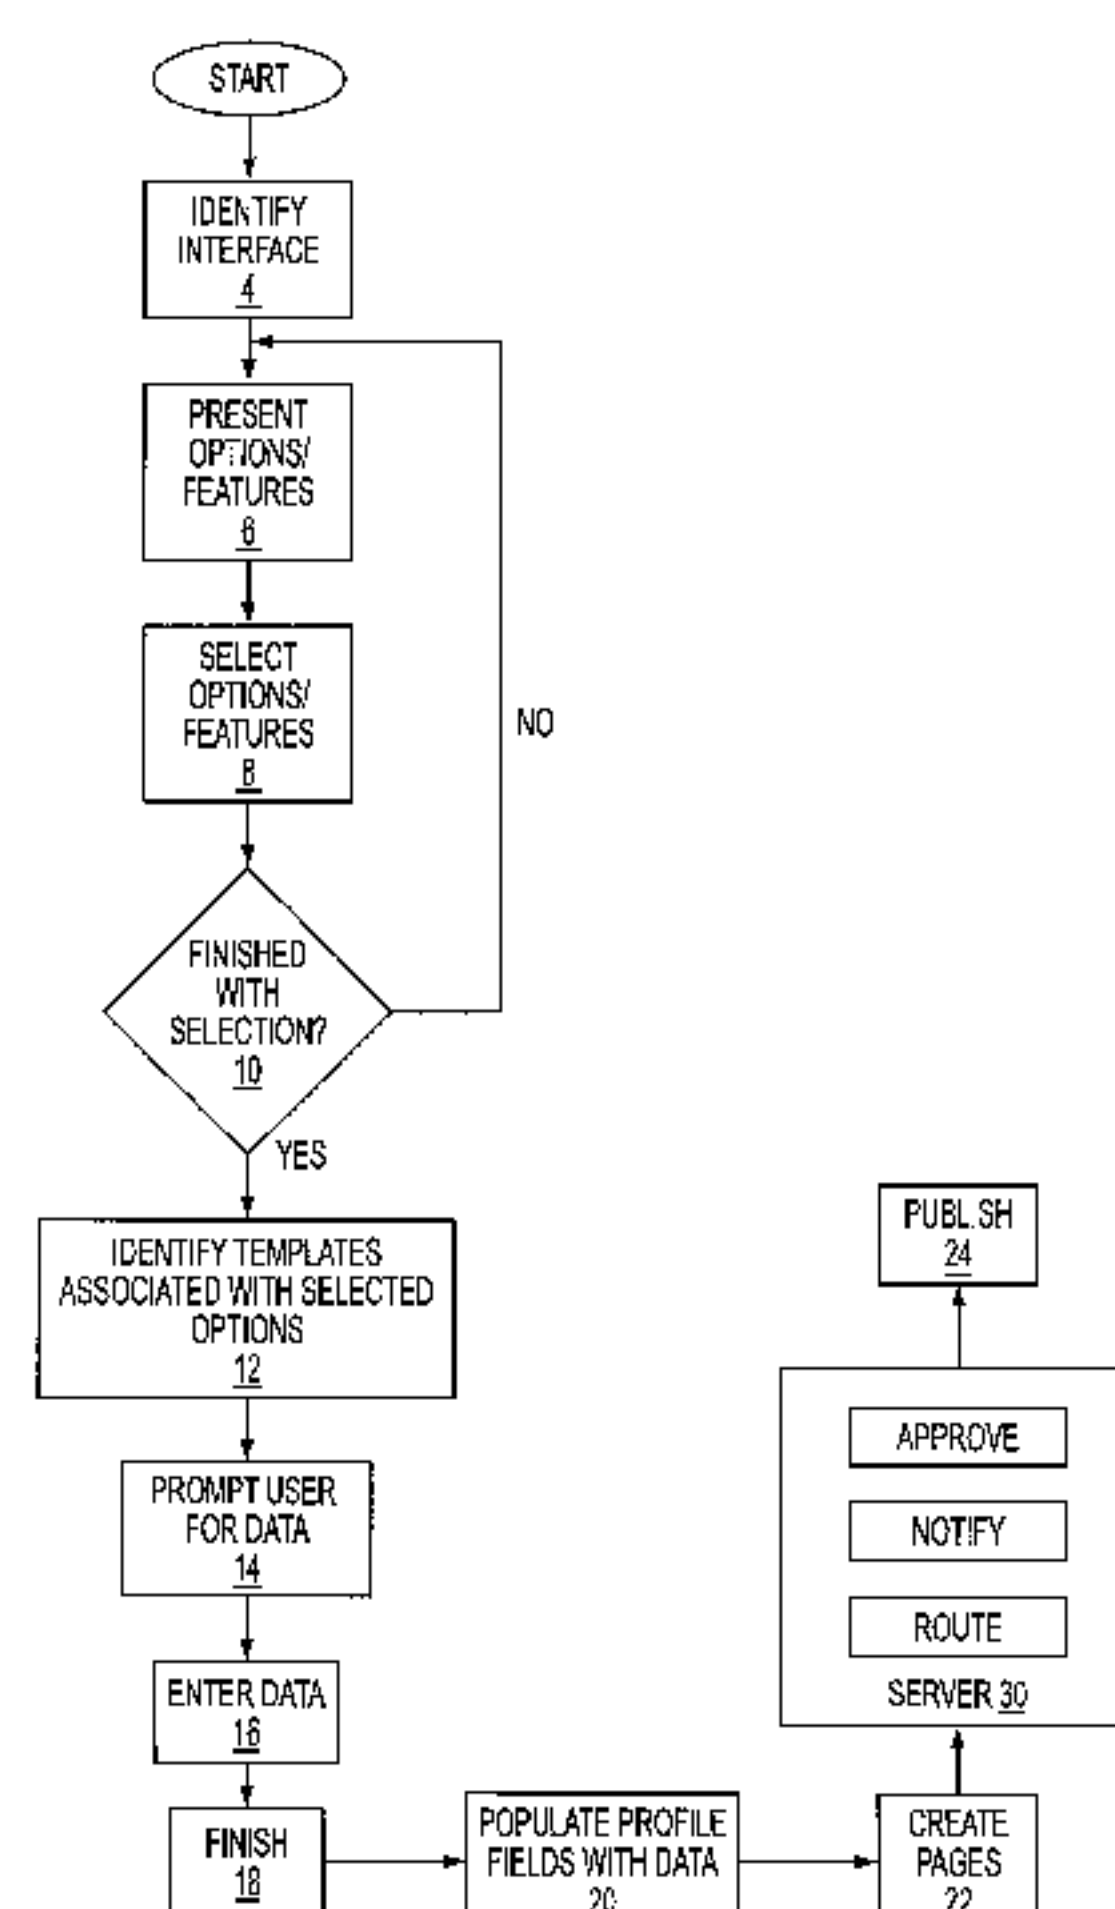 START
IDENTIFY
INTERFACE
4
PRESENT
OPTIONS/
FEATURES
6
SELECT
OPTIONS/
FEATURES
8
NO
FINISHED
WITH
SELECTION?
10
YES
IDENTIFY TEMPLATES
ASSOCIATED WITH SELECTED
OPTIONS
12
PROMPT USER
FOR DATA
14
ENTER DATA
16
FINISH
18
POPULATE PROFILE
FIELDS WITH DATA
20
CREATE
PAGES
22
PUBLISH
24
APPROVE
NOTIFY
ROUTE
SERVER 30